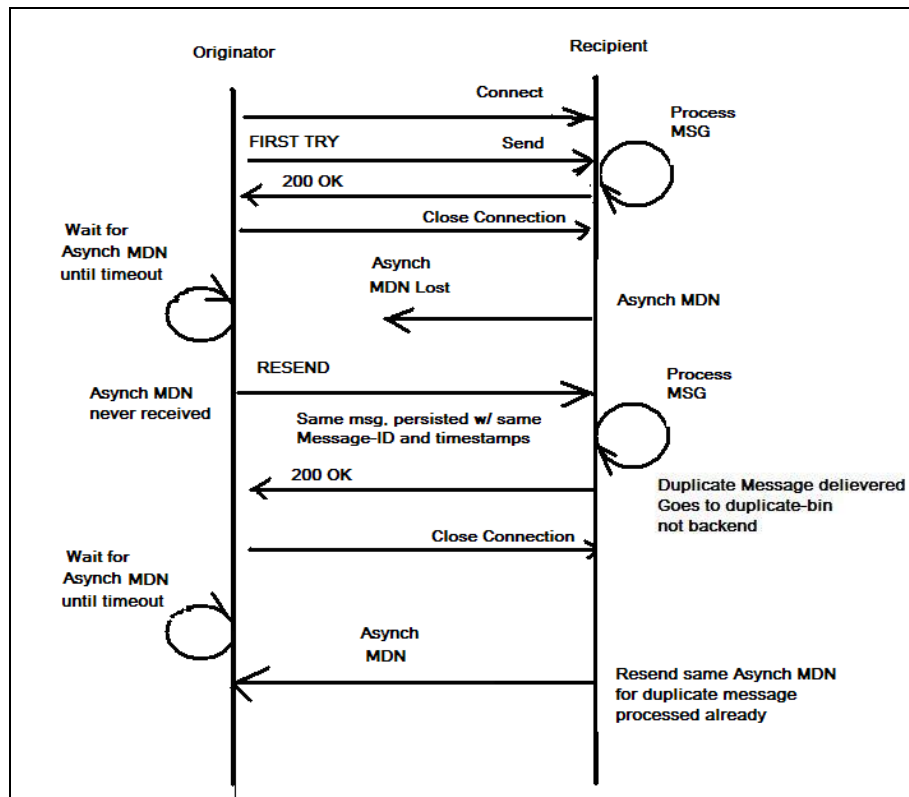 Originator
Recipient
Connect
Process
MSG
FIRST TRY
Send
200 OK
Close Connection
Wait for
Asynch MDN
until timeout
Asynch
MDN Lost
Asynch MDN
RESEND
Process
MSG
Asynch MDN
never received
Same msg, persisted w/ same
Message-ID and timestamps
200 OK
Duplicate Message delievered
Goes to duplicate-bin
not backend
Close Connection
Wait for
Asynch MDN
until timeout
Asynch
MDN
Resend same Asynch MDN
for duplicate message
processed already